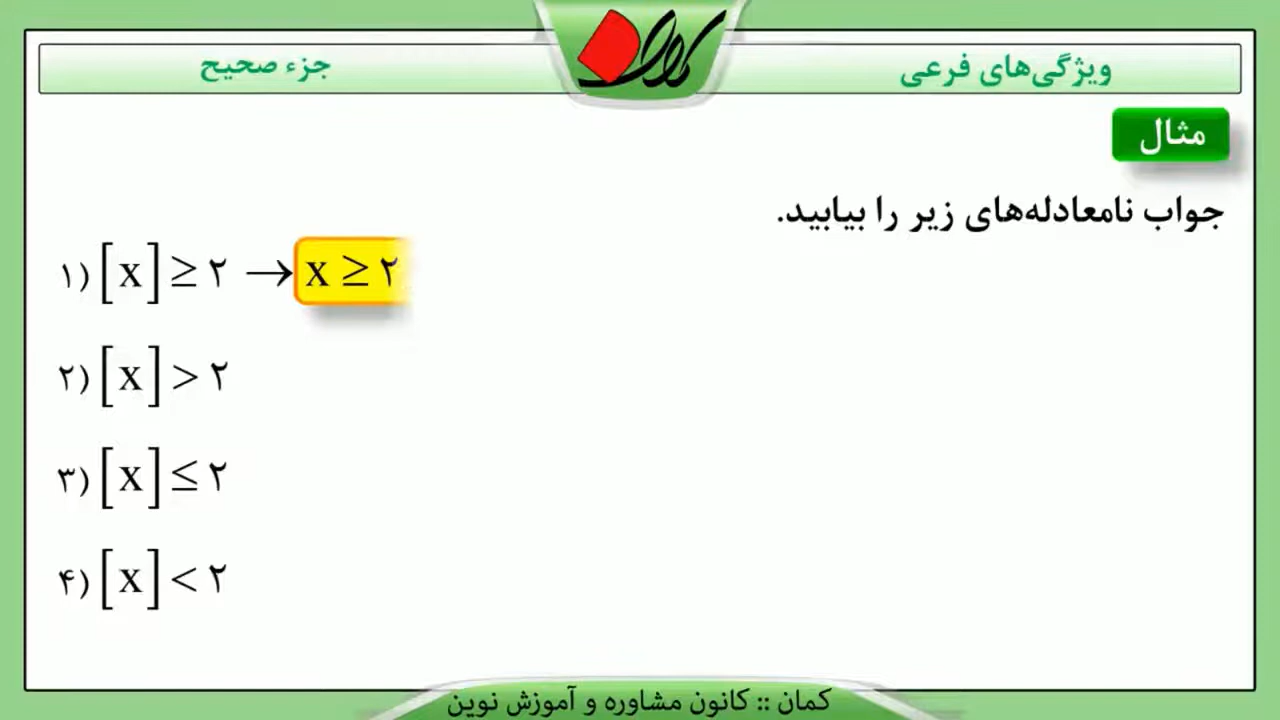 ویژگی‌های فرعی
جزء صحیح
کمان
مثال
جواب نامعادله‌های زیر را بیابید.
۱) [x] ≥ ۲ → x ≥ ۲
۲) [x] > ۲
۳) [x] ≤ ۲
۴) [x] < ۲
کمان :: کانون مشاوره و آموزش نوین